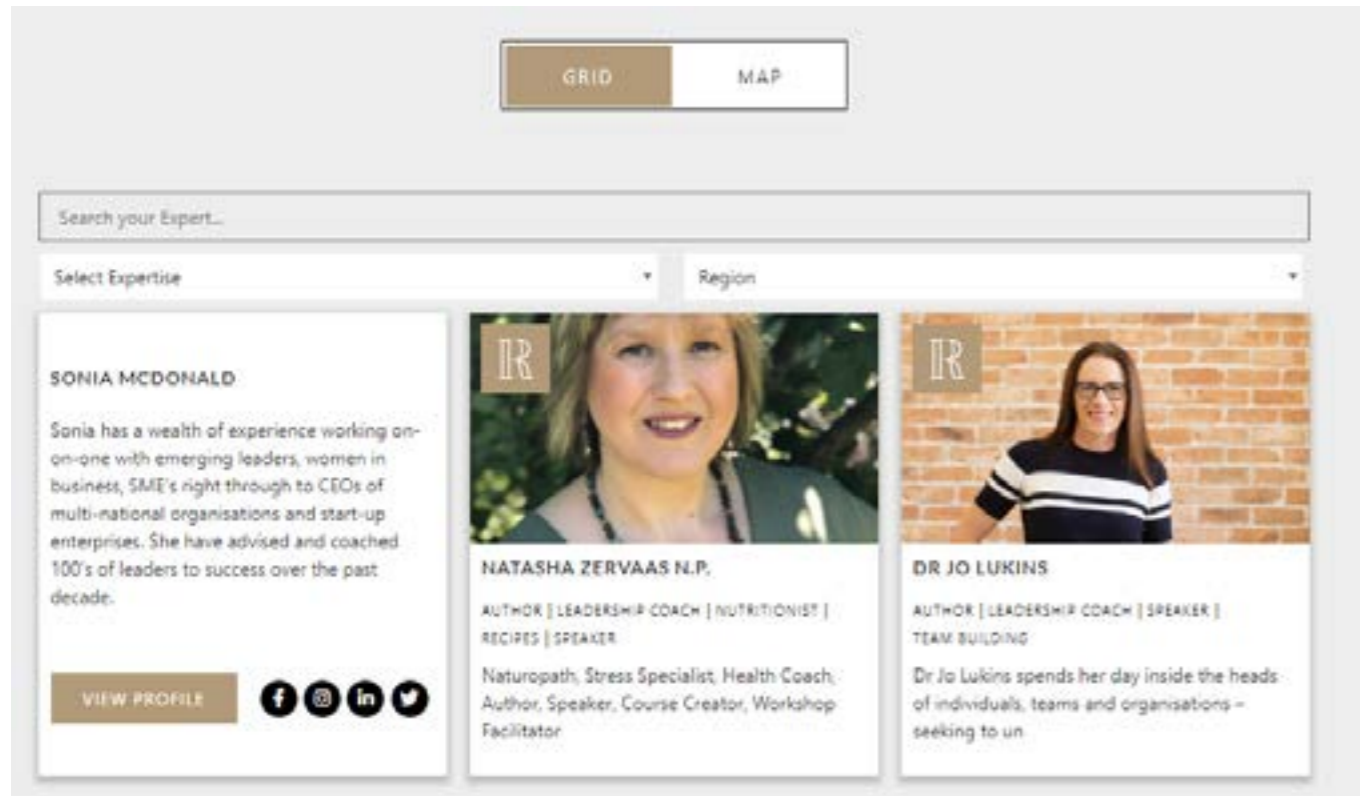 GRID
MAP
Search your Expert...
Select Expertise
Region
SONIA MCDONALD
Sonia has a wealth of experience working on-
on-one with emerging leaders, women in
business, SME's right through to CEOs of
multi-national organisations and start-up
enterprises. She have advised and coached
100's of leaders to success over the past
decade.
VIEW PROFILE
R
NATASHA ZERVAAS N.P.
AUTHOR | LEADERSHIP COACH | NUTRITIONIST |
RECIPES | SPEAKER
Naturopath, Stress Specialist, Health Coach,
Author, Speaker, Course Creator, Workshop
Facilitator
R
DR JO LUKINS
AUTHOR | LEADERSHIP COACH | SPEAKER |
TEAM BUILDING
Dr Jo Lukins spends her day inside the heads
of individuals, teams and organisations –
seeking to un